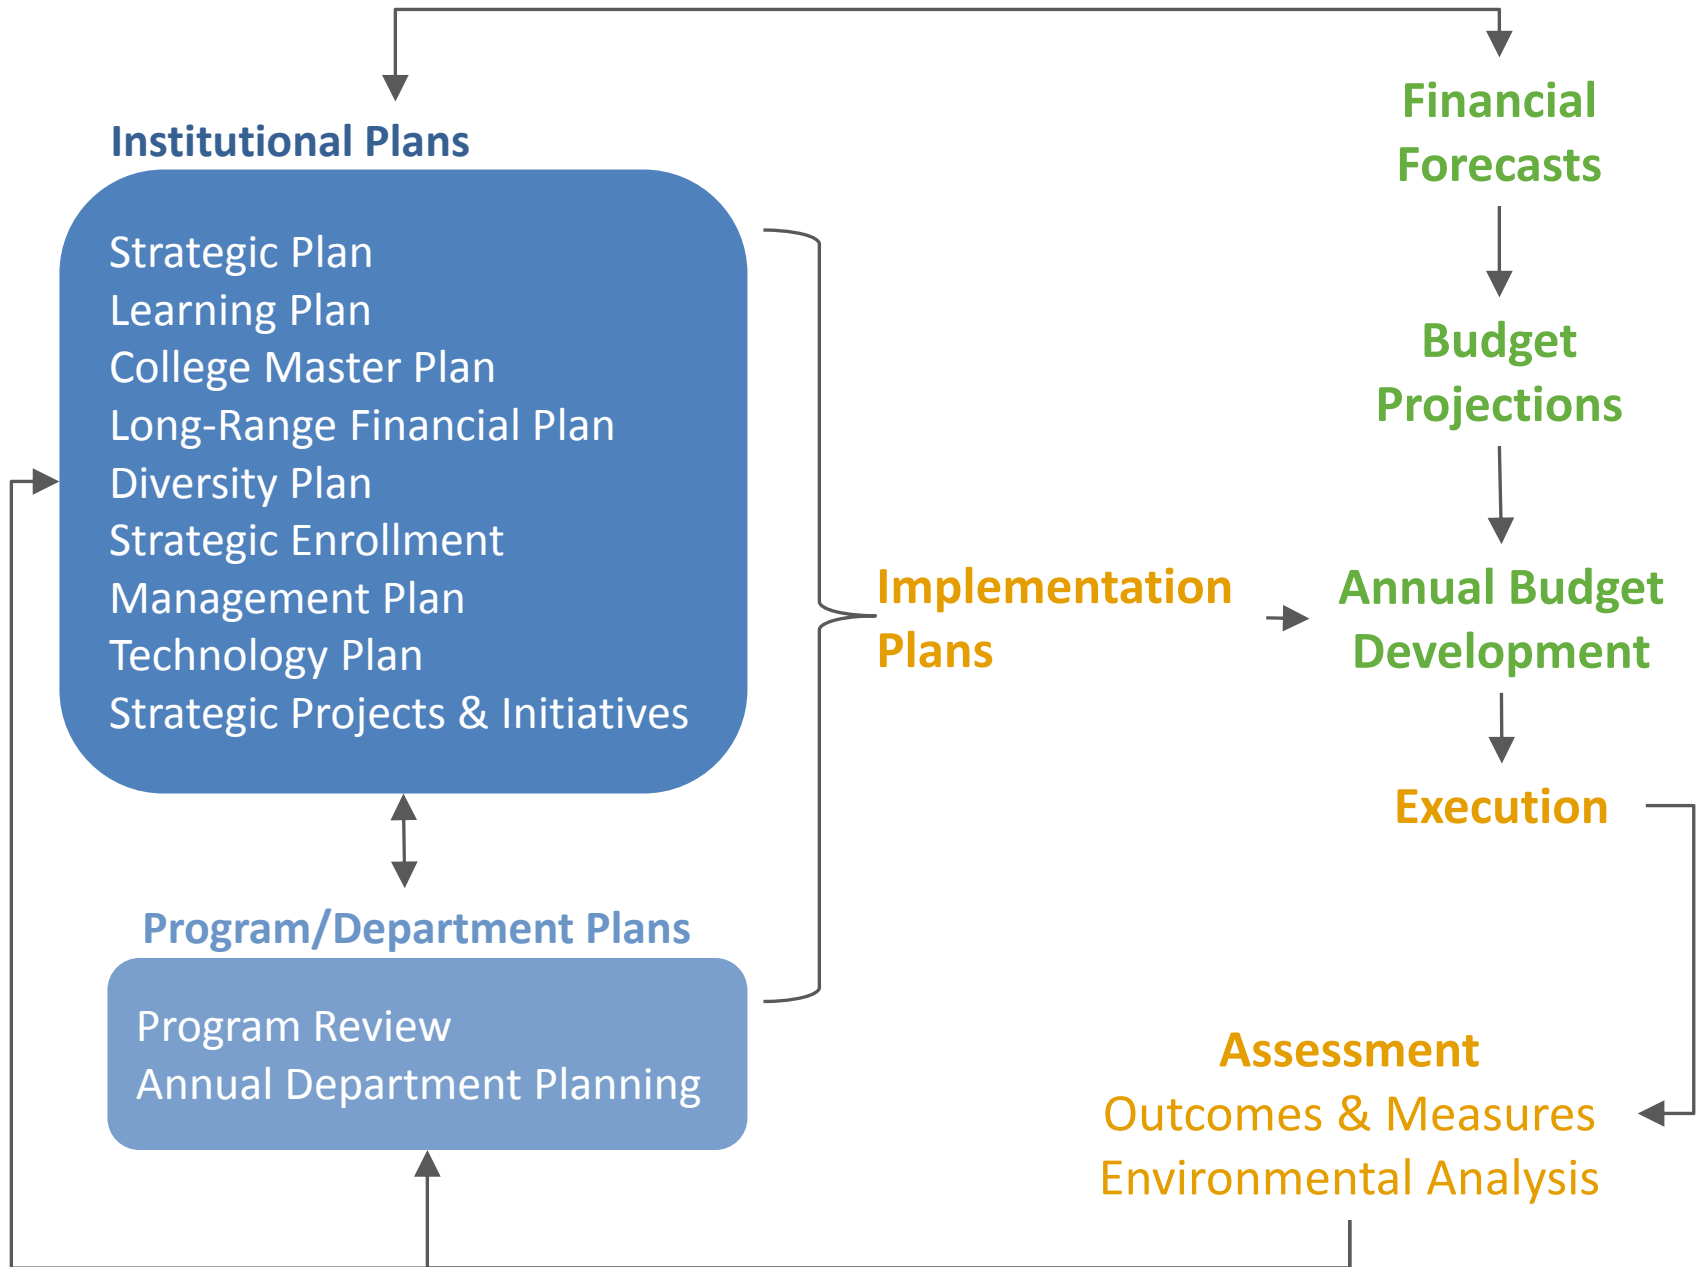 Institutional Plans
Strategic Plan
Learning Plan
College Master Plan
Long-Range Financial Plan
Diversity Plan
Strategic Enrollment
Management Plan
Technology Plan
Strategic Projects & Initiatives
Program/Department Plans
Program Review
Annual Department Planning
Implementation
Plans
Financial
Forecasts
Budget
Projections
Annual Budget
Development
Execution
Assessment
Outcomes & Measures
Environmental Analysis